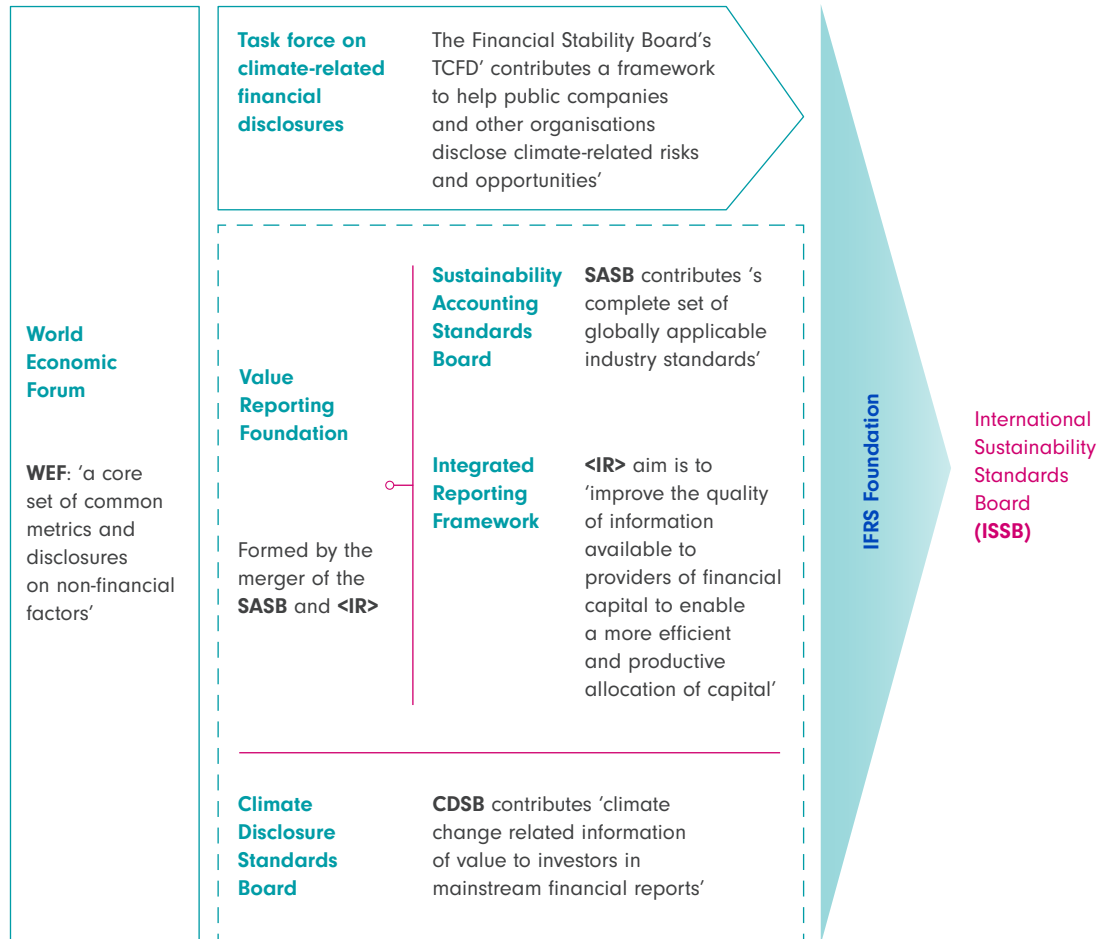 World
Economic
Forum
WEF: ‘a core
set of common
metrics and
disclosures
on non-financial
factors’
Task force on
climate-related
financial
disclosures
The Financial Stability Board’s
TCFD’ contributes a framework
to help public companies
and other organisations
disclose climate-related risks
and opportunities’
Value
Reporting
Foundation
Formed by the
merger of the
SASB and <IR>
Sustainability
Accounting
Standards
Board
SASB contributes ‘s
complete set of
globally applicable
industry standards’
Integrated
Reporting
Framework
<IR> aim is to
‘improve the quality
of information
available to
providers of financial
capital to enable
a more efficient
and productive
allocation of capital’
Climate
Disclosure
Standards
Board
CDSB contributes ‘climate
change related information
of value to investors in
mainstream financial reports’
IFRS Foundation
International
Sustainability
Standards
Board
(ISSB)